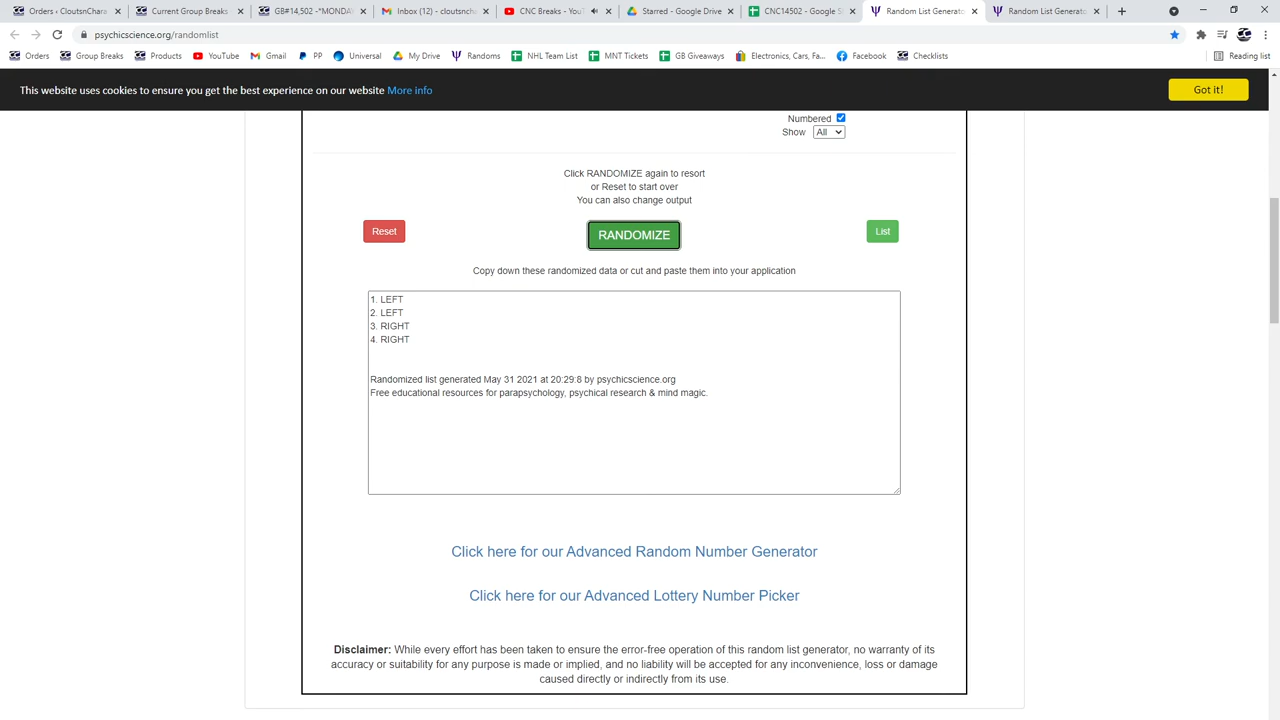 Orders ‹ CloutsnChara
Current Group Breaks
GB#14,502 -*MONDAY
Inbox (12) - cloutsnchar
CNC Breaks - YouT
Starred - Google Drive
CNC14502 - Google Sh
Random List Generator
Random List Generator
psychicscience.org/randomlist
Orders
Group Breaks
Products
YouTube
Gmail
PP
Universal
My Drive
Randoms
NHL Team List
MNT Tickets
GB Giveaways
Electronics, Cars, Fa...
Facebook
Checklists
Reading list
This website uses cookies to ensure you get the best experience on our website More info
Got it!
Numbered
Show All
Click RANDOMIZE again to resort
or Reset to start over
You can also change output
Reset
RANDOMIZE
List
Copy down these randomized data or cut and paste them into your application
1. LEFT
2. LEFT
3. RIGHT
4. RIGHT
Randomized list generated May 31 2021 at 20:29:8 by psychicscience.org
Free educational resources for parapsychology, psychical research & mind magic.
Click here for our Advanced Random Number Generator
Click here for our Advanced Lottery Number Picker
Disclaimer: While every effort has been taken to ensure the error-free operation of this random list generator, no warranty of its
accuracy or suitability for any purpose is made or implied, and no liability will be accepted for any inconvenience, loss or damage
caused directly or indirectly from its use.